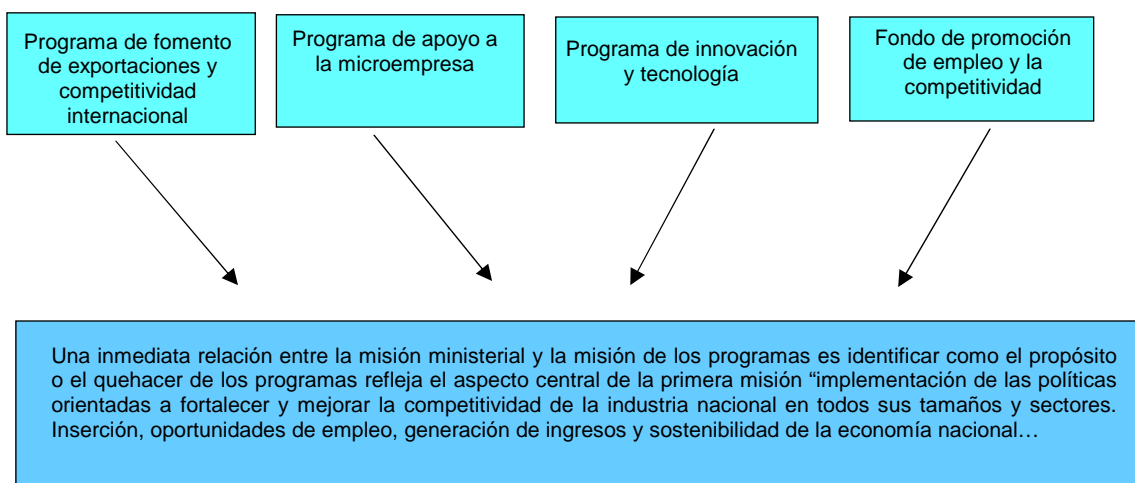 Programa de fomento
de exportaciones y
competitividad
internacional
Programa de apoyo a
la microempresa
Programa de innovación
y tecnología
Fondo de promoción
de empleo y la
competitividad
Una inmediata relación entre la misión ministerial y la misión de los programas es identificar como el propósito
o el quehacer de los programas refleja el aspecto central de la primera misión “implementación de las políticas
orientadas a fortalecer y mejorar la competitividad de la industria nacional en todos sus tamaños y sectores.
Inserción, oportunidades de empleo, generación de ingresos y sostenibilidad de la economía nacional…